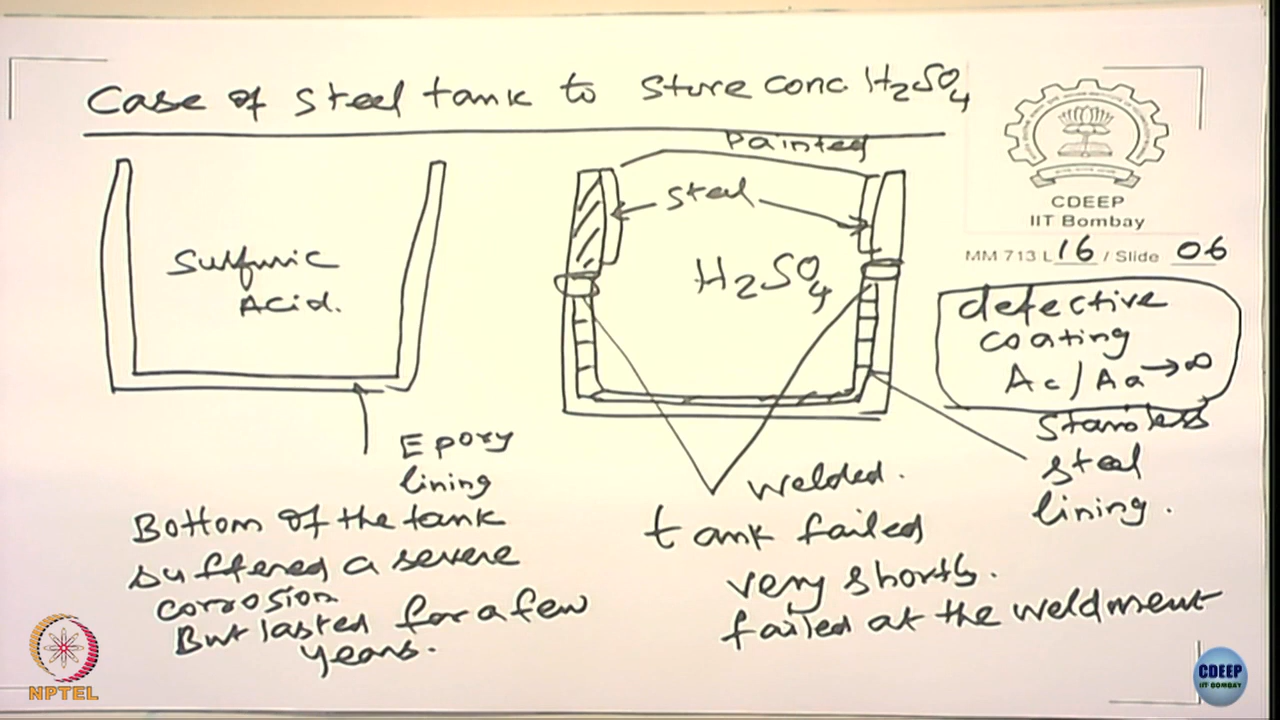 Case of steel tank to store conc H2SO4
Painted
steel
Sulfuric
Acid.
H2SO4
CDEEP
IIT Bombay
MM 713 L 16 / Slide 06
defective
coating
Ac/Aa→∞
Stainless
steel
lining.
Epoxy
lining
welded.
Bottom of the tank
suffered a severe
corrosion
But lasted for a few
years.
tank failed
very shortly.
failed at the weldment
NPTEL
CDEEP
IIT BOMBAY